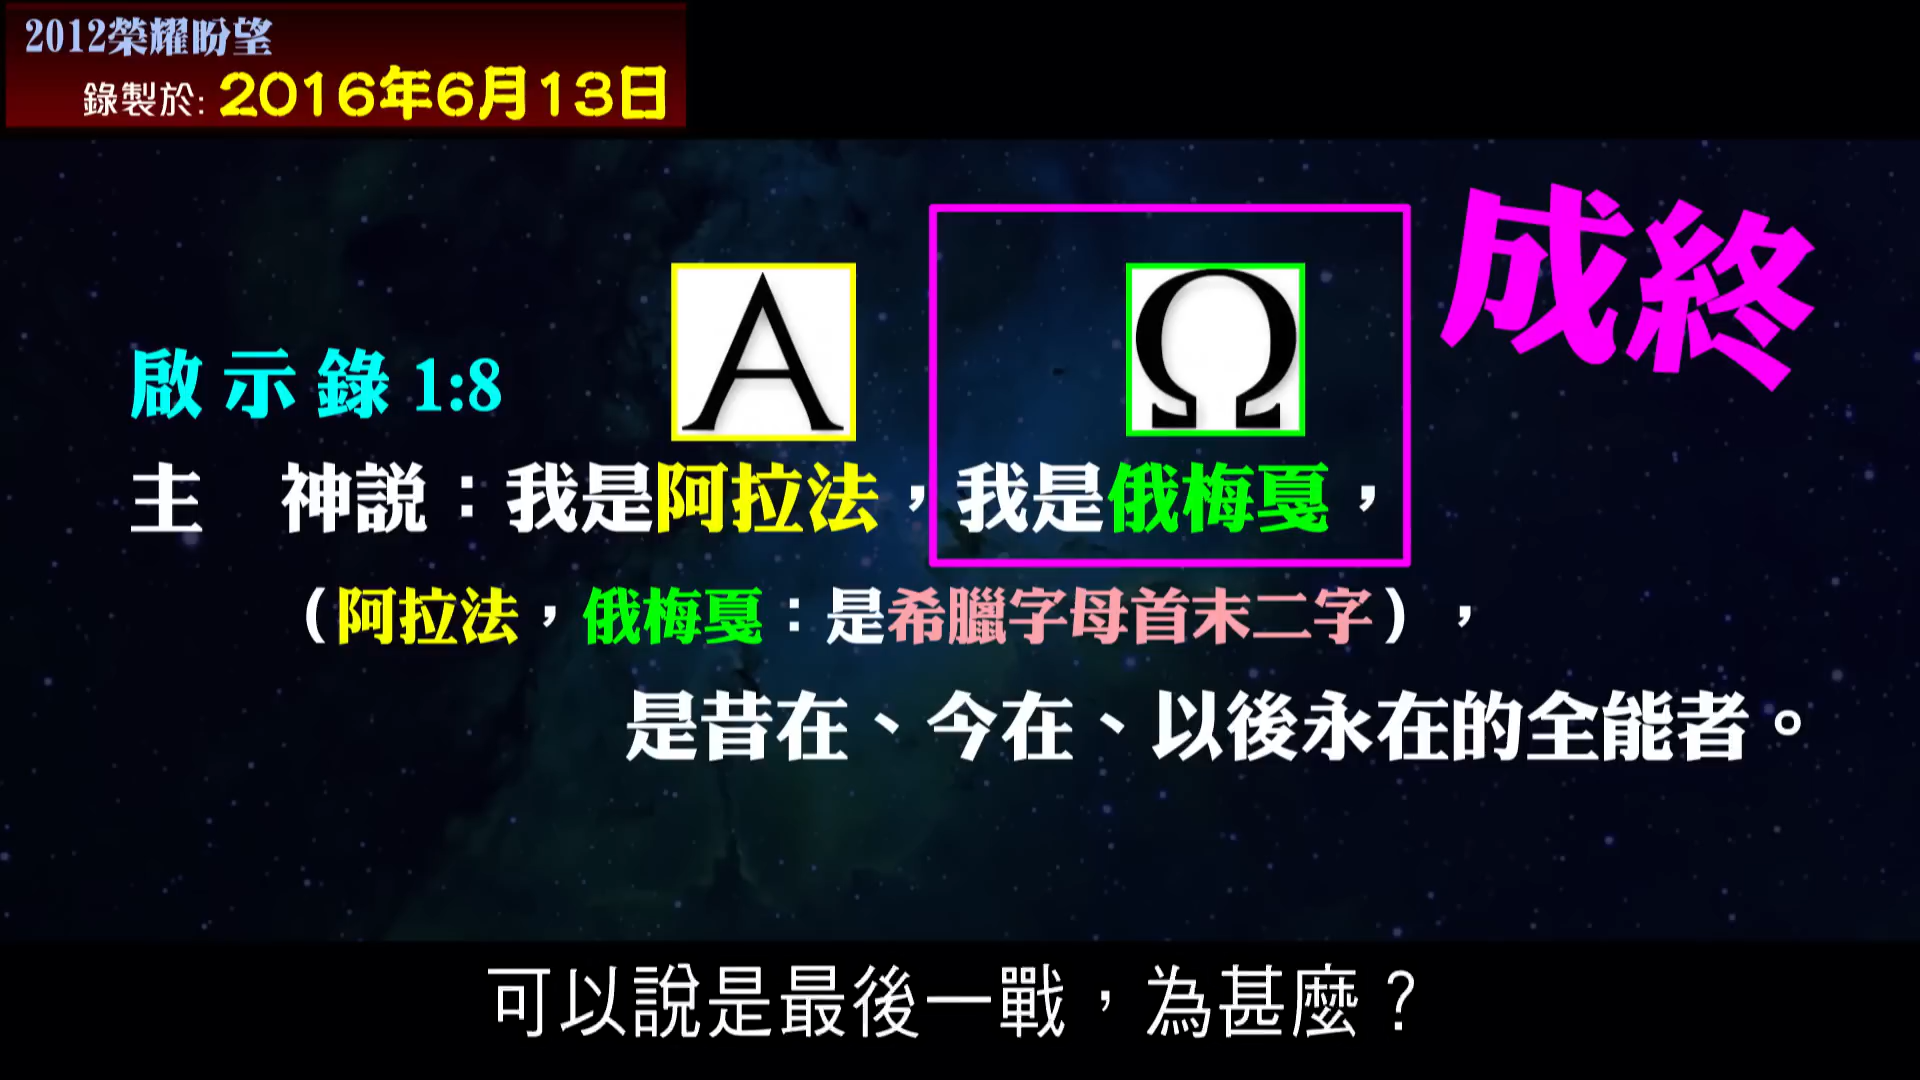 2012榮耀盼望
錄製於: 2016年6月13日
成終
Α Ω
啟示錄 1:8
主　神説：我是阿拉法，我是俄梅戛，
（阿拉法，俄梅戛：是希臘字母首末二字），
是昔在、今在、以後永在的全能者。
可以說是最後一戰，為甚麼？